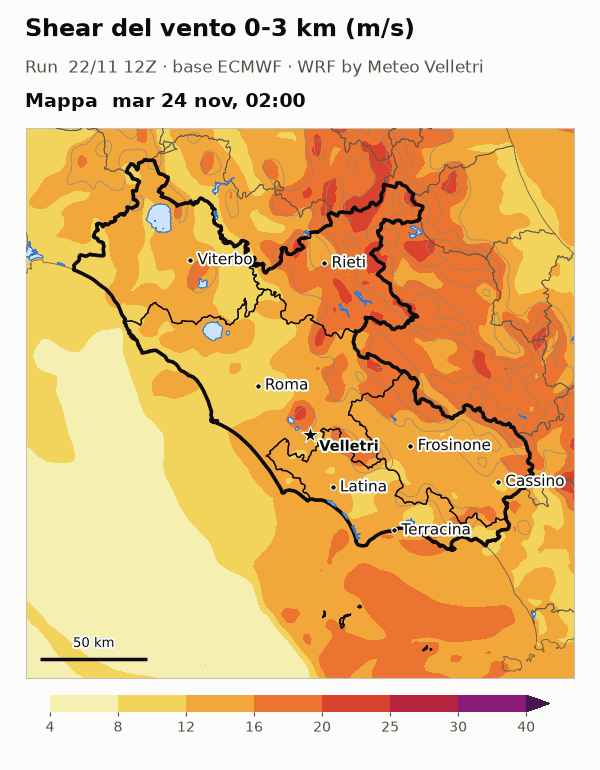 Shear del vento 0-3 km (m/s)
Run  22/11 12Z · base ECMWF · WRF by Meteo Velletri
Mappa  mar 24 nov, 02:00
Viterbo
Rieti
Roma
Velletri
Frosinone
Cassino
Latina
Terracina
50 km
4 8 12 16 20 25 30 40